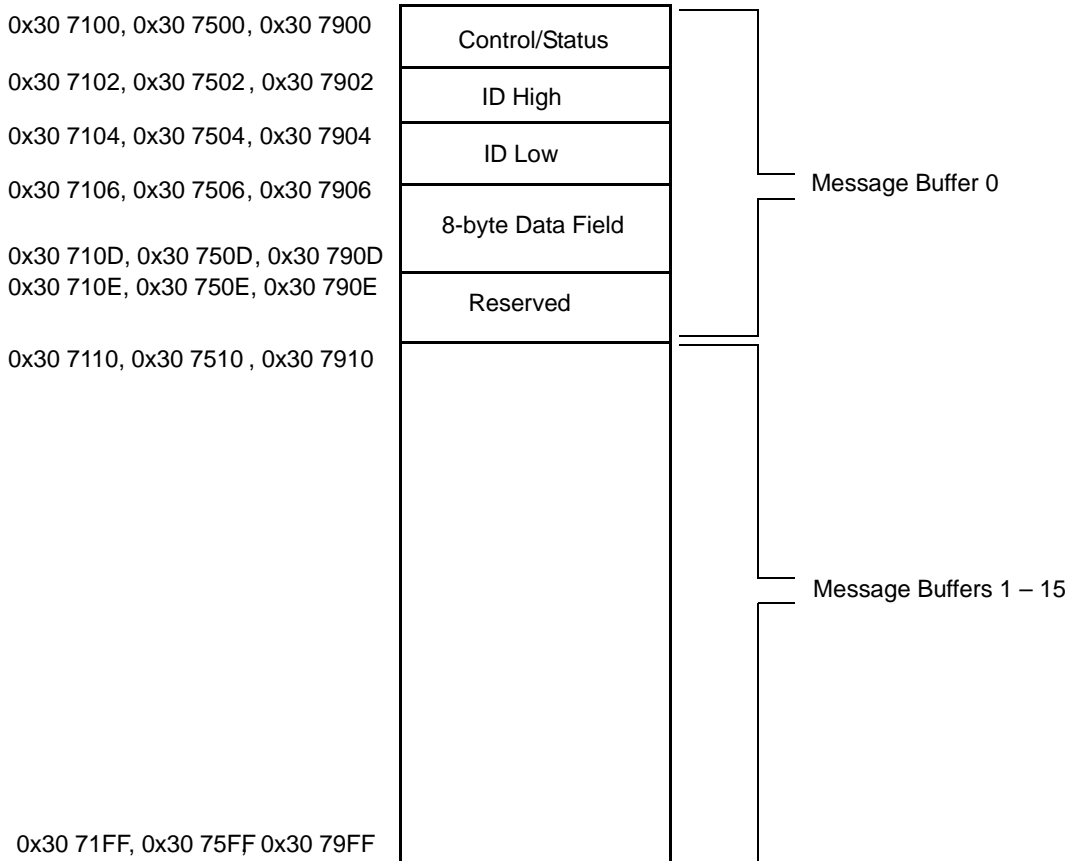 0x30 7100, 0x30 7500, 0x30 7900
Control/Status
0x30 7102, 0x30 7502 , 0x30 7902
ID High
0x30 7104, 0x30 7504, 0x30 7904
ID Low
0x30 7106, 0x30 7506, 0x30 7906
Message Buffer 0
8-byte Data Field
0x30 710D, 0x30 750D, 0x30 790D
0x30 710E, 0x30 750E, 0x30 790E
Reserved
0x30 7110, 0x30 7510 , 0x30 7910
Message Buffers 1 – 15
0x30 71FF, 0x30 75FF, 0x30 79FF